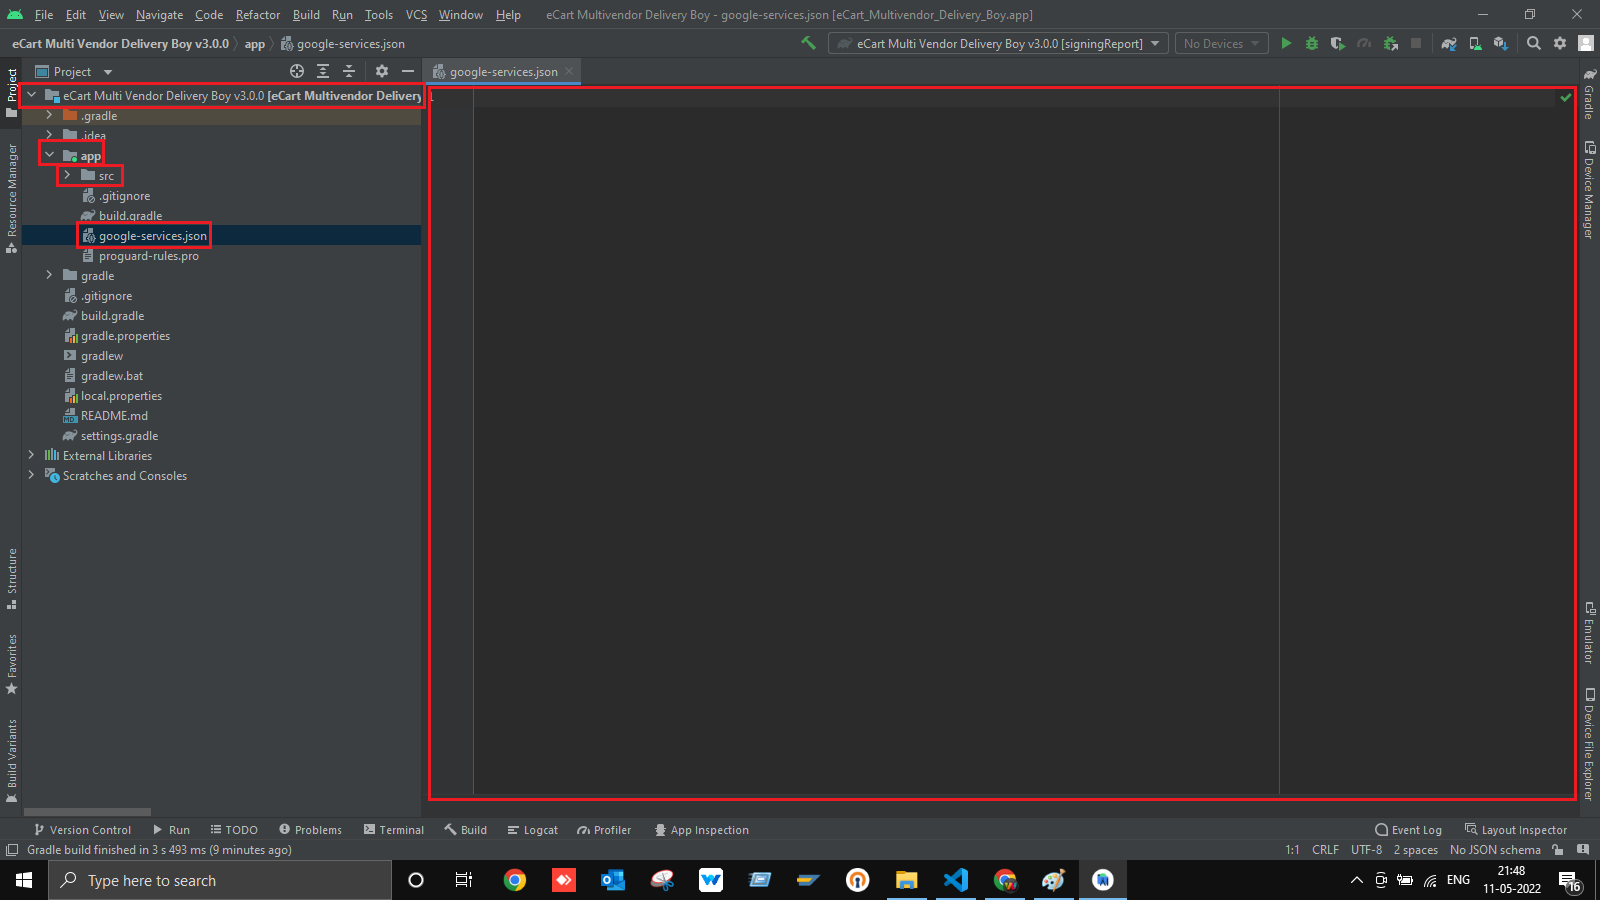 File Edit View Navigate Code Refactor Build Run Tools VCS Window Help eCart Multivendor Delivery Boy - google-services.json [eCart_Multivendor_Delivery_Boy.app]
eCart Multi Vendor Delivery Boy v3.0.0 app google-services.json eCart Multi Vendor Delivery Boy v3.0.0 [signingReport] No Devices
Project
google-services.json
eCart Multi Vendor Delivery Boy v3.0.0 [eCart Multivendor Delivery
1
.gradle
.idea
app
src
.gitignore
build.gradle
google-services.json
proguard-rules.pro
gradle
.gitignore
build.gradle
gradle.properties
gradlew
gradlew.bat
local.properties
README.md
settings.gradle
External Libraries
Scratches and Consoles
Project
Resource Manager
Structure
Favorites
Build Variants
Gradle
Device Manager
Emulator
Device File Explorer
Version Control Run TODO Problems Terminal Build Logcat Profiler App Inspection Event Log Layout Inspector
Gradle build finished in 3 s 493 ms (9 minutes ago) 1:1 CRLF UTF-8 2 spaces No JSON schema
Type here to search
ENG
21:48
11-05-2022
16